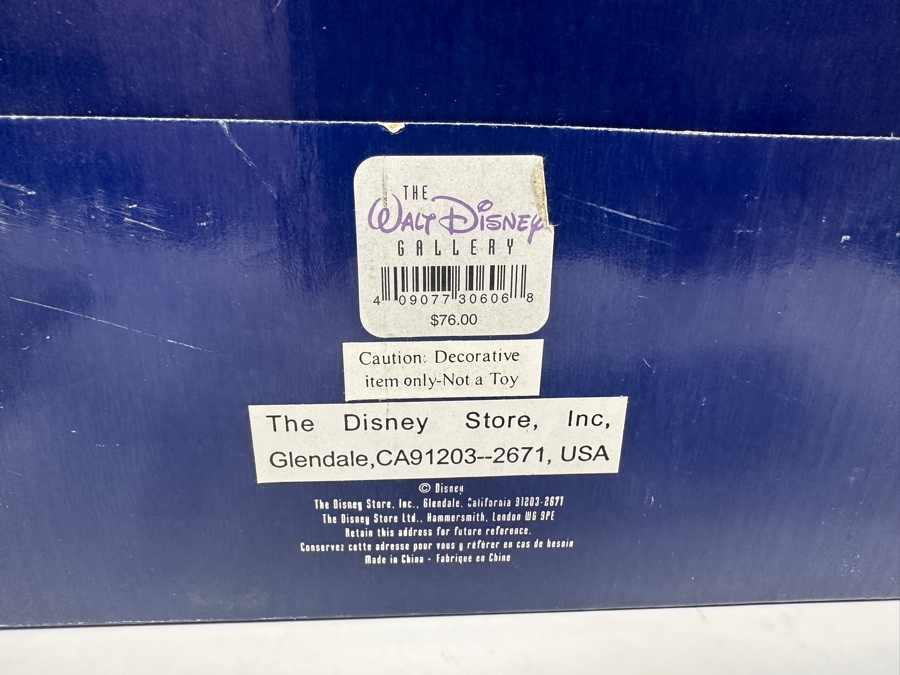 THE
WALT DISNEY
GALLERY
4 09077 30606 8
$76.00
Caution: Decorative
item only-Not a Toy
The Disney Store, Inc,
Glendale,CA91203--2671, USA
© Disney
The Disney Store, Inc., Glendale, California 91203-2671
The Disney Store Ltd., Hammersmith, London W6 9PE
Retain this address for future reference.
Conservez cette adresse pour vous y référer en cas de besoin
Made in China - Fabriqué en Chine